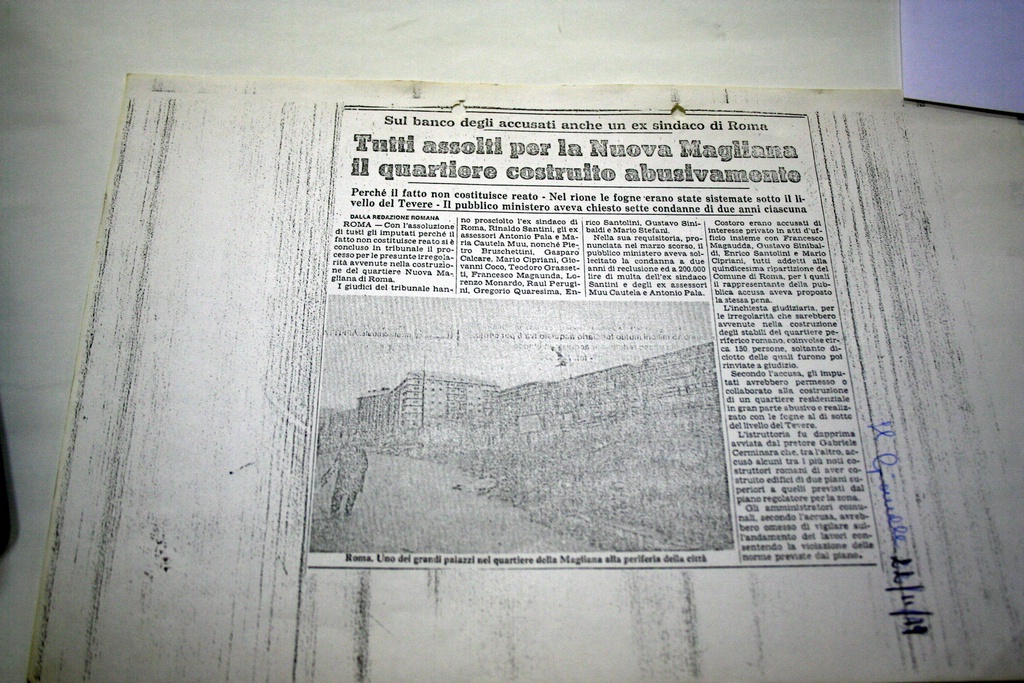 Sul banco degli accusati anche un ex sindaco di Roma
Tutti assolti per la Nuova Magliana
il quartiere costruito abusivamente
Perché il fatto non costituisce reato - Nel rione le fogne erano state sistemate sotto il li-
vello del Tevere - Il pubblico ministero aveva chiesto sette condanne di due anni ciascuna
DALLA REDAZIONE ROMANA
ROMA — Con l'assoluzione
di tutti gli imputati perché il
fatto non costituisce reato si è
concluso in tribunale il pro-
cesso per le presunte irregola-
rità avvenute nella costruzio-
ne del quartiere Nuova Ma-
gliana di Roma.
I giudici del tribunale han-
no prosciolto l'ex sindaco di
Roma, Rinaldo Santini, gli ex
assessori Antonio Pala e Ma-
ria Cautela Muu, nonché Pie-
tro Bruschettini, Gasparo
Calcare, Mario Cipriani, Gio-
vanni Coco, Teodoro Grasset-
ti, Francesco Magaunda, Lo-
renzo Monardo, Raul Perugi-
ni, Gregorio Quaresima, En-
rico Santolini, Gustavo Sini-
baldi e Mario Stefani.
Nella sua requisitoria, pro-
nunciata nel marzo scorso, il
pubblico ministero aveva sol-
lecitato la condanna a due
anni di reclusione ed a 200.000
lire di multa dell'ex sindaco
Santini e degli ex assessori
Muu Cautela e Antonio Pala.
Costoro erano accusati di
interesse privato in atti d'uf-
ficio insieme con Francesco
Magaudda, Gustavo Sinibal-
di, Enrico Santolini e Mario
Cipriani, tutti addetti alla
quindicesima ripartizione del
Comune di Roma, per i quali
il rappresentante della pub-
blica accusa aveva proposto
la stessa pena.
L'inchiesta giudiziaria, per
le irregolarità che sarebbero
avvenute nella costruzione
degli stabili del quartiere pe-
riferico romano, coinvolse cir-
ca 150 persone, soltanto di-
ciotto delle quali furono poi
rinviate a giudizio.
Secondo l'accusa, gli impu-
tati avrebbero permesso o
collaborato alla costruzione
di un quartiere residenziale
in gran parte abusivo e realiz-
zato con le fogne al di sotto
del livello del Tevere.
L'istruttoria fu dapprima
avviata dal pretore Gabriele
Cerminara che, tra l'altro, ac-
cusò alcuni tra i più noti co-
struttori romani di aver co-
struito edifici di due piani su-
periori a quelli previsti dal
piano regolatore per la zona.
Gli amministratori comu-
nali, secondo l'accusa, avreb-
bero omesso di vigilare sul-
l'andamento dei lavori con-
sentendo la violazione delle
norme previste dal piano.
Roma. Uno dei grandi palazzi nel quartiere della Magliana alla periferia della città
Il Giornale